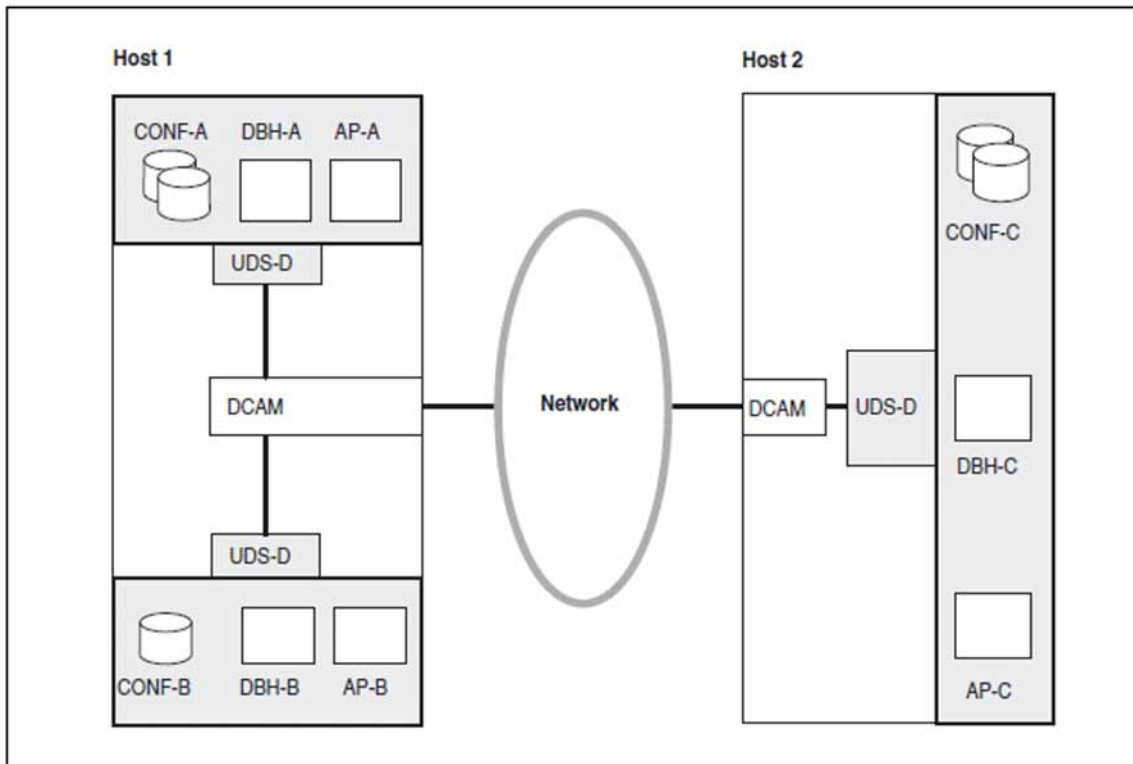 Host 1
CONF-A DBH-A AP-A
UDS-D
DCAM
UDS-D
CONF-B DBH-B AP-B
Network
Host 2
CONF-C
DCAM UDS-D
DBH-C
AP-C